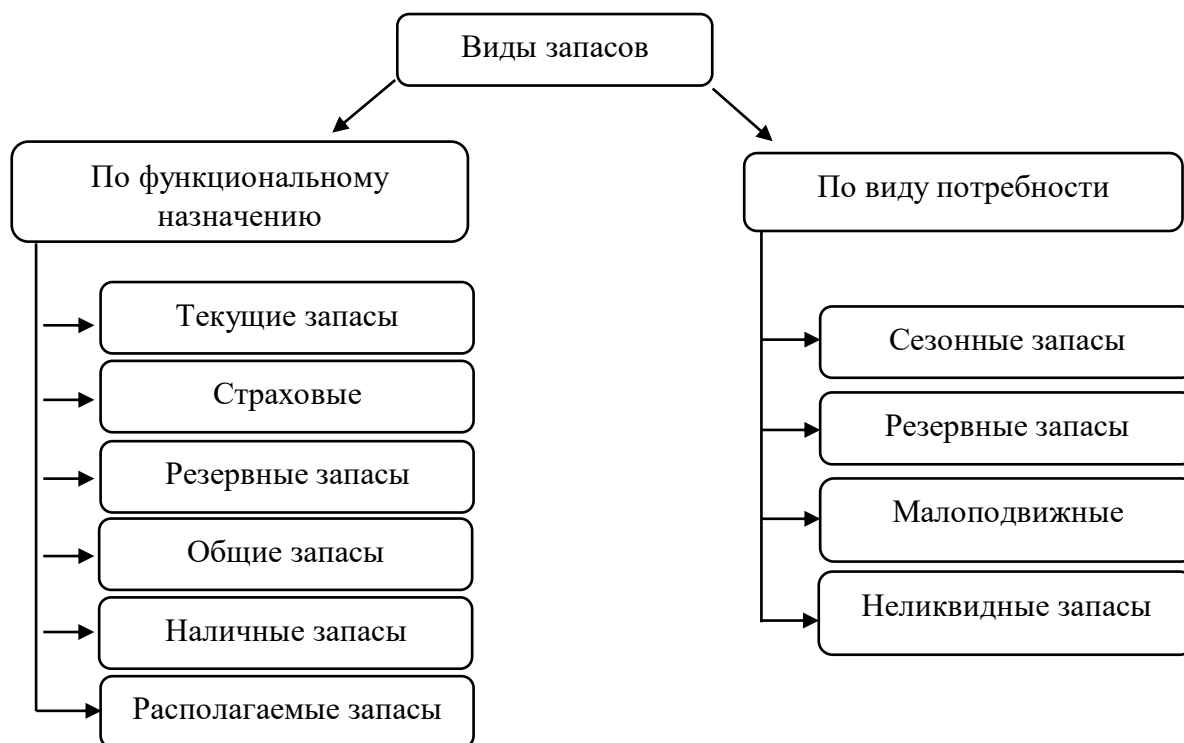 Виды запасов
По функциональному
назначению
Текущие запасы
Страховые
Резервные запасы
Общие запасы
Наличные запасы
Располагаемые запасы
По виду потребности
Сезонные запасы
Резервные запасы
Малоподвижные
Неликвидные запасы